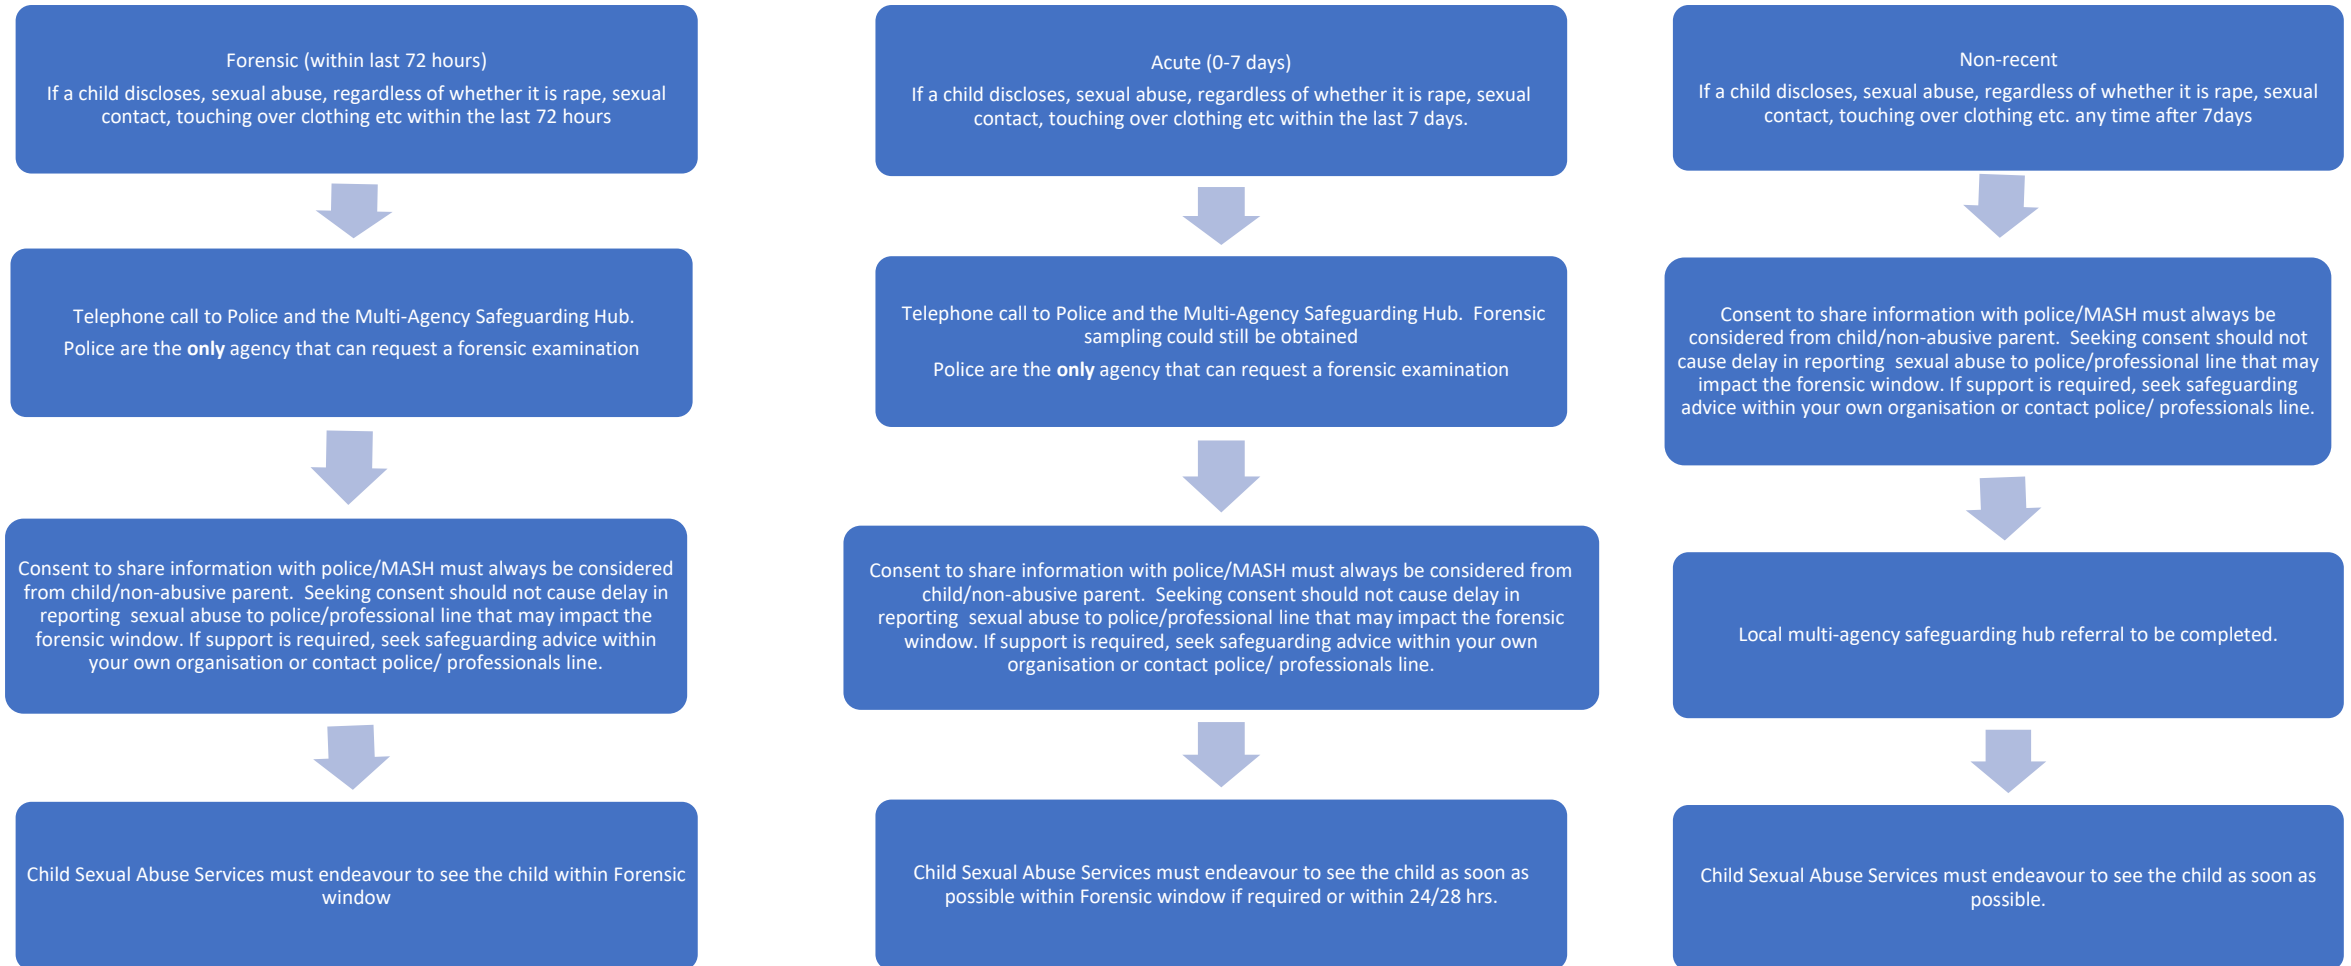 Forensic (within last 72 hours)
If a child discloses, sexual abuse, regardless of whether it is rape, sexual
contact, touching over clothing etc within the last 72 hours
Telephone call to Police and the Multi-Agency Safeguarding Hub.
Police are the only agency that can request a forensic examination
Consent to share information with police/MASH must always be considered
from child/non-abusive parent.  Seeking consent should not cause delay in
reporting  sexual abuse to police/professional line that may impact the
forensic window. If support is required, seek safeguarding advice within
your own organisation or contact police/ professionals line.
Child Sexual Abuse Services must endeavour to see the child within Forensic
window
Acute (0-7 days)
If a child discloses, sexual abuse, regardless of whether it is rape, sexual
contact, touching over clothing etc within the last 7 days.
Telephone call to Police and the Multi-Agency Safeguarding Hub.  Forensic
sampling could still be obtained
Police are the only agency that can request a forensic examination
Consent to share information with police/MASH must always be considered from
child/non-abusive parent.  Seeking consent should not cause delay in
reporting  sexual abuse to police/professional line that may impact the forensic
window. If support is required, seek safeguarding advice within your own
organisation or contact police/ professionals line.
Child Sexual Abuse Services must endeavour to see the child as soon as
possible within Forensic window if required or within 24/28 hrs.
Non-recent
If a child discloses, sexual abuse, regardless of whether it is rape, sexual
contact, touching over clothing etc. any time after 7days
Consent to share information with police/MASH must always be
considered from child/non-abusive parent.  Seeking consent should not
cause delay in reporting  sexual abuse to police/professional line that may
impact the forensic window. If support is required, seek safeguarding
advice within your own organisation or contact police/ professionals line.
Local multi-agency safeguarding hub referral to be completed.
Child Sexual Abuse Services must endeavour to see the child as soon as
possible.